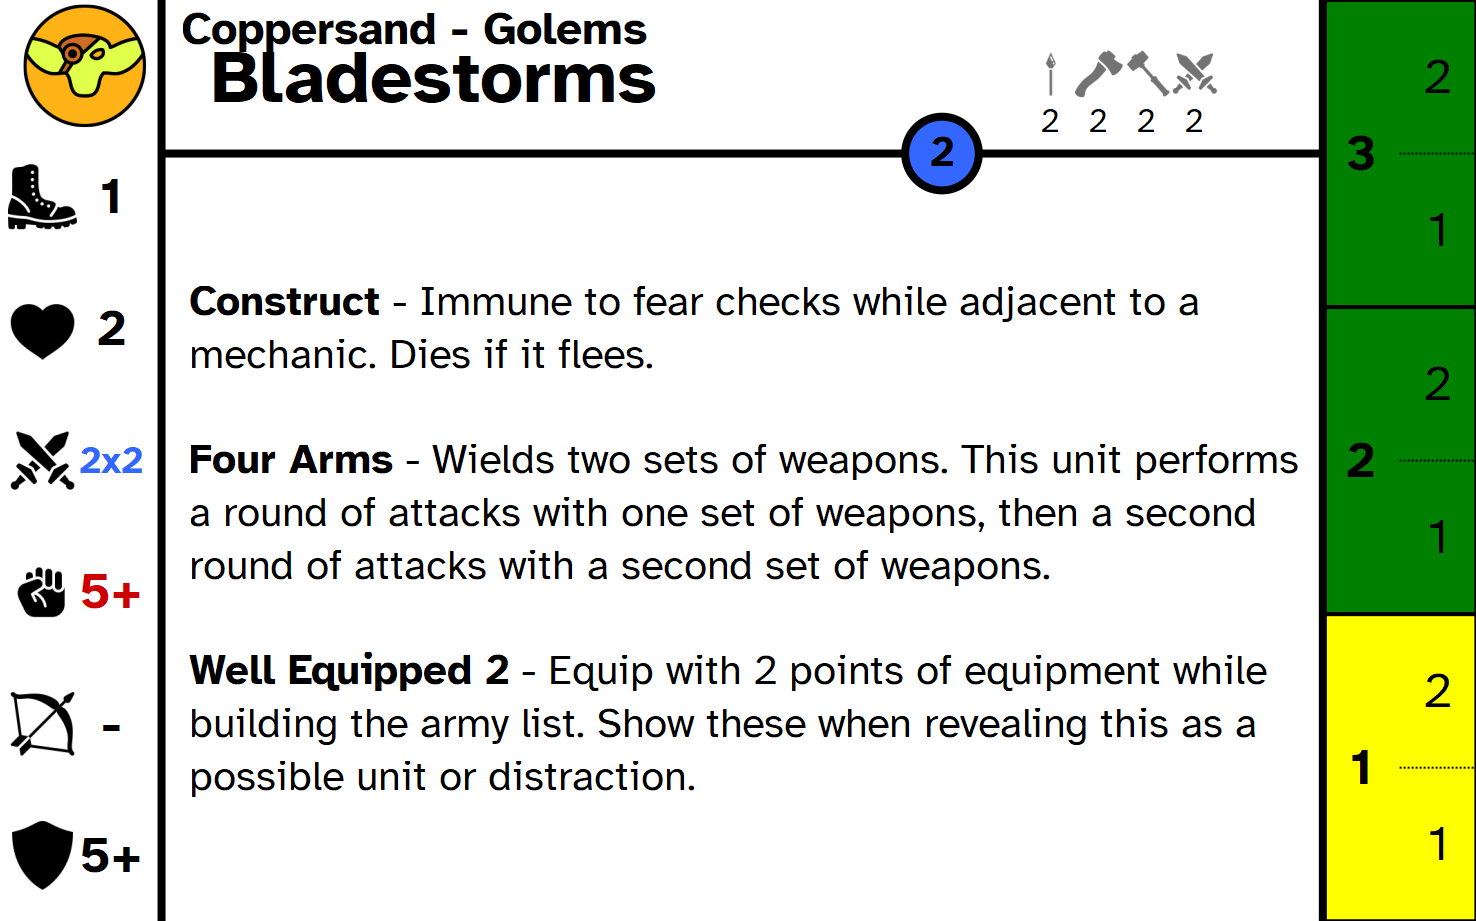 Coppersand - Golems
Bladestorms
2 2 2 2
2
1
2
2x2
5+
-
5+
Construct - Immune to fear checks while adjacent to a
mechanic. Dies if it flees.
Four Arms - Wields two sets of weapons. This unit performs
a round of attacks with one set of weapons, then a second
round of attacks with a second set of weapons.
Well Equipped 2 - Equip with 2 points of equipment while
building the army list. Show these when revealing this as a
possible unit or distraction.
2
3
1
2
2
1
2
1
1